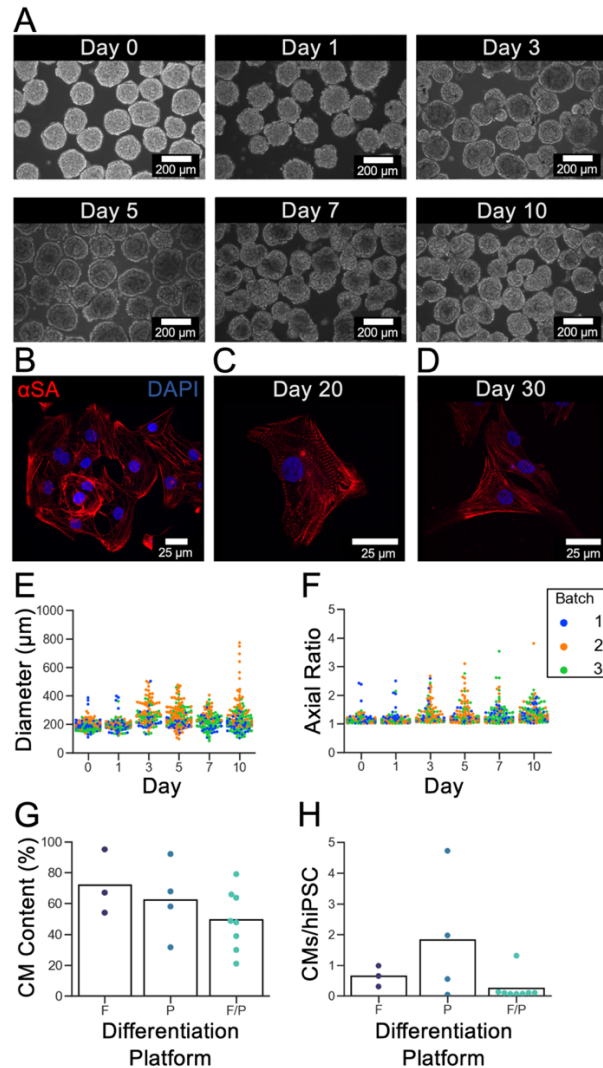 A
Day 0
Day 1
Day 3
200 µm
200 µm
200 µm
Day 5
Day 7
Day 10
200 µm
200 µm
200 µm
B
C
D
αSA
DAPI
Day 20
Day 30
25 µm
25 µm
25 µm
E
F
Batch
1
2
3
Diameter (µm)
1000
800
600
400
200
0
0 1 3 5 7 10
Day
Axial Ratio
5
4
3
2
1
0
0 1 3 5 7 10
Day
G
H
CM Content (%)
100
80
60
40
20
0
F P F/P
Differentiation
Platform
CMs/hiPSC
5
4
3
2
1
0
F P F/P
Differentiation
Platform